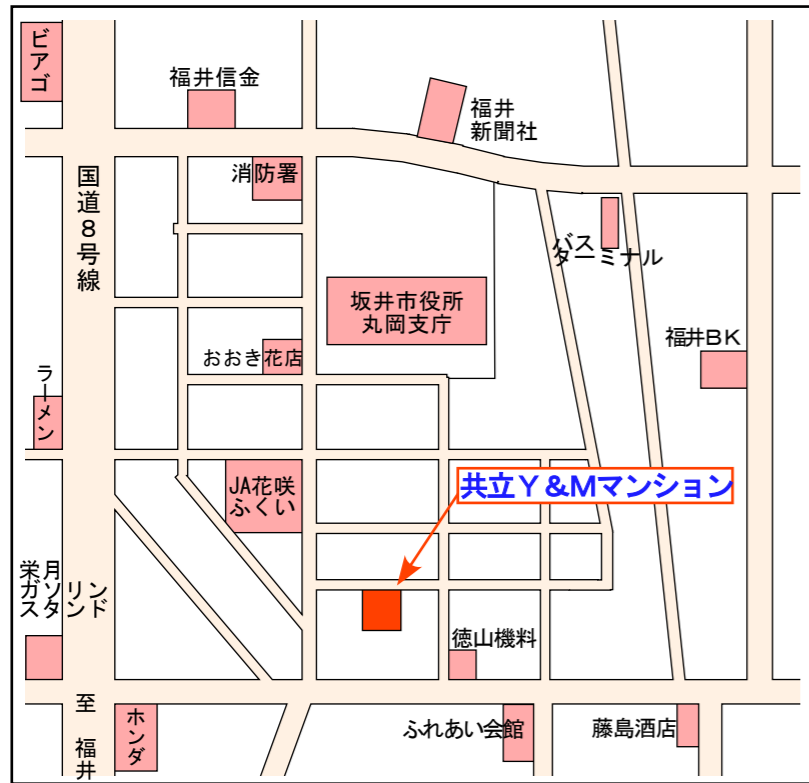 ピアゴ
福井信金
福井
新聞社
消防署
国道8号線
バス
ターミナル
坂井市役所
丸岡支庁
福井BK
おおき花店
ラーメン
JA花咲
ふくい
共立Y&Mマンション
栄月
ガソリン
スタンド
徳山機料
至 福井
ホンダ
ふれあい会館
藤島酒店